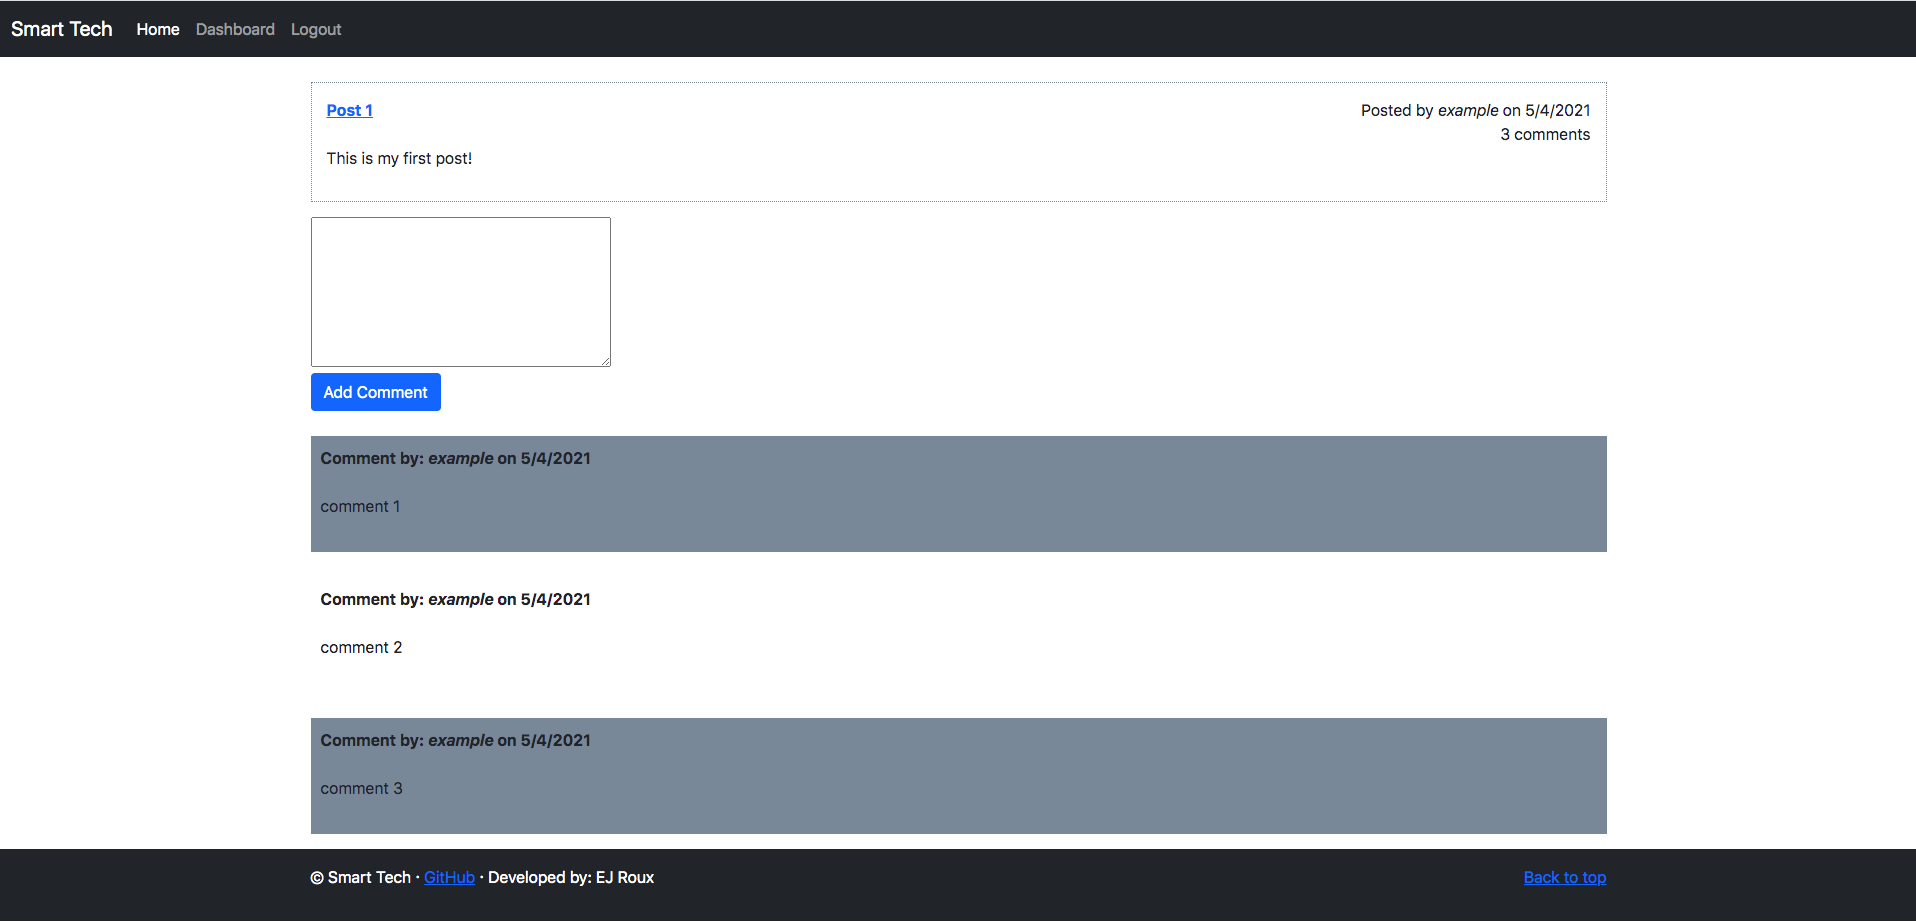 Smart Tech Home Dashboard Logout
Post 1
Posted by example on 5/4/2021
3 comments
This is my first post!
Add Comment
Comment by: example on 5/4/2021
comment 1
Comment by: example on 5/4/2021
comment 2
Comment by: example on 5/4/2021
comment 3
© Smart Tech · GitHub · Developed by: EJ Roux
Back to top